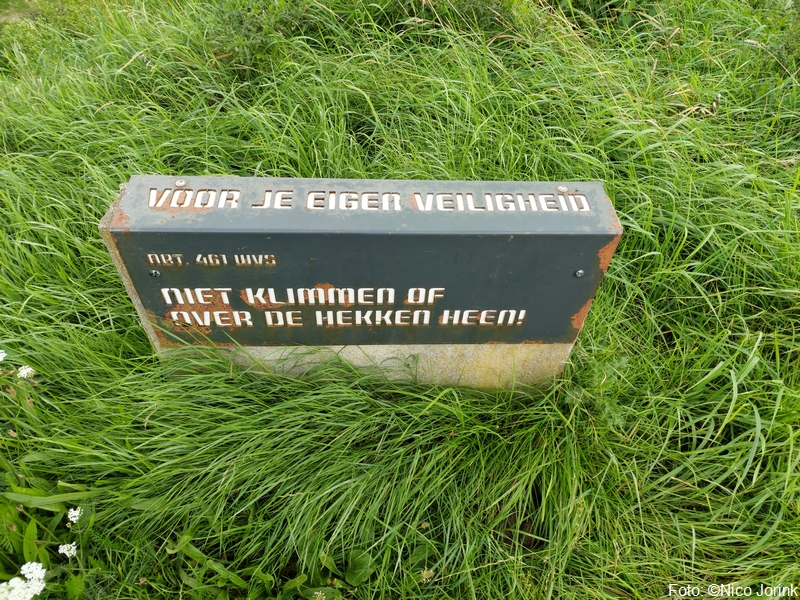 VOOR JE EIGEN VEILIGHEID
ART. 461 WVS
NIET KLIMMEN OF
OVER DE HEKKEN HEEN!
Foto: ©Nico Jorink